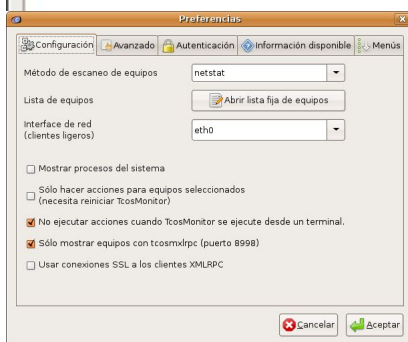 Preferencias
Configuración
Avanzado
Autenticación
Información disponible
Menús
Método de escaneo de equipos
netstat
Lista de equipos
Abrir lista fija de equipos
Interface de red
(clientes ligeros)
eth0
Mostrar procesos del sistema
Sólo hacer acciones para equipos seleccionados
(necesita reiniciar TcosMonitor)
No ejecutar acciones cuando TcosMonitor se ejecute desde un terminal.
Sólo mostrar equipos con tcosmxlrpc (puerto 8998)
Usar conexiones SSL a los clientes XMLRPC
Cancelar
Aceptar